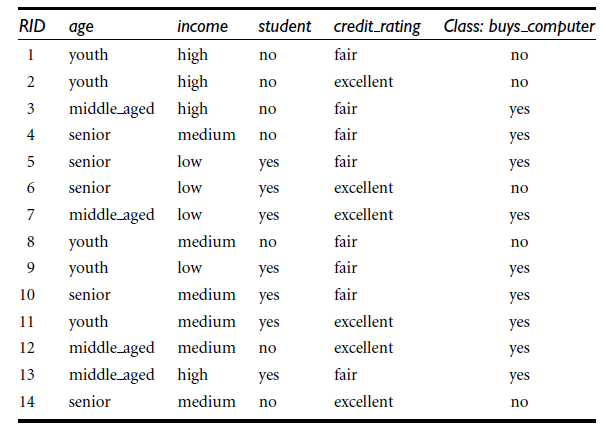 RID age income student credit_rating Class: buys_computer
1 youth high no fair no
2 youth high no excellent no
3 middle_aged high no fair yes
4 senior medium no fair yes
5 senior low yes fair yes
6 senior low yes excellent no
7 middle_aged low yes excellent yes
8 youth medium no fair no
9 youth low yes fair yes
10 senior medium yes fair yes
11 youth medium yes excellent yes
12 middle_aged medium no excellent yes
13 middle_aged high yes fair yes
14 senior medium no excellent no